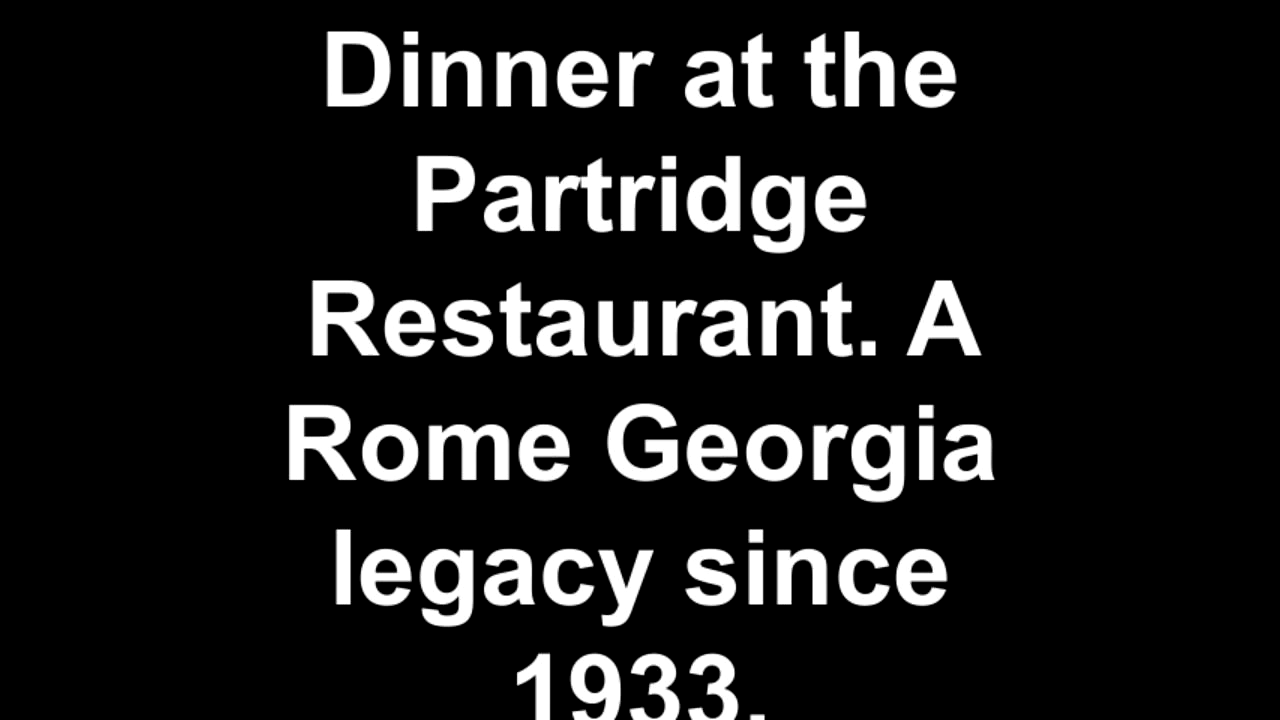 Dinner at the
Partridge
Restaurant. A
Rome Georgia
legacy since
1933.